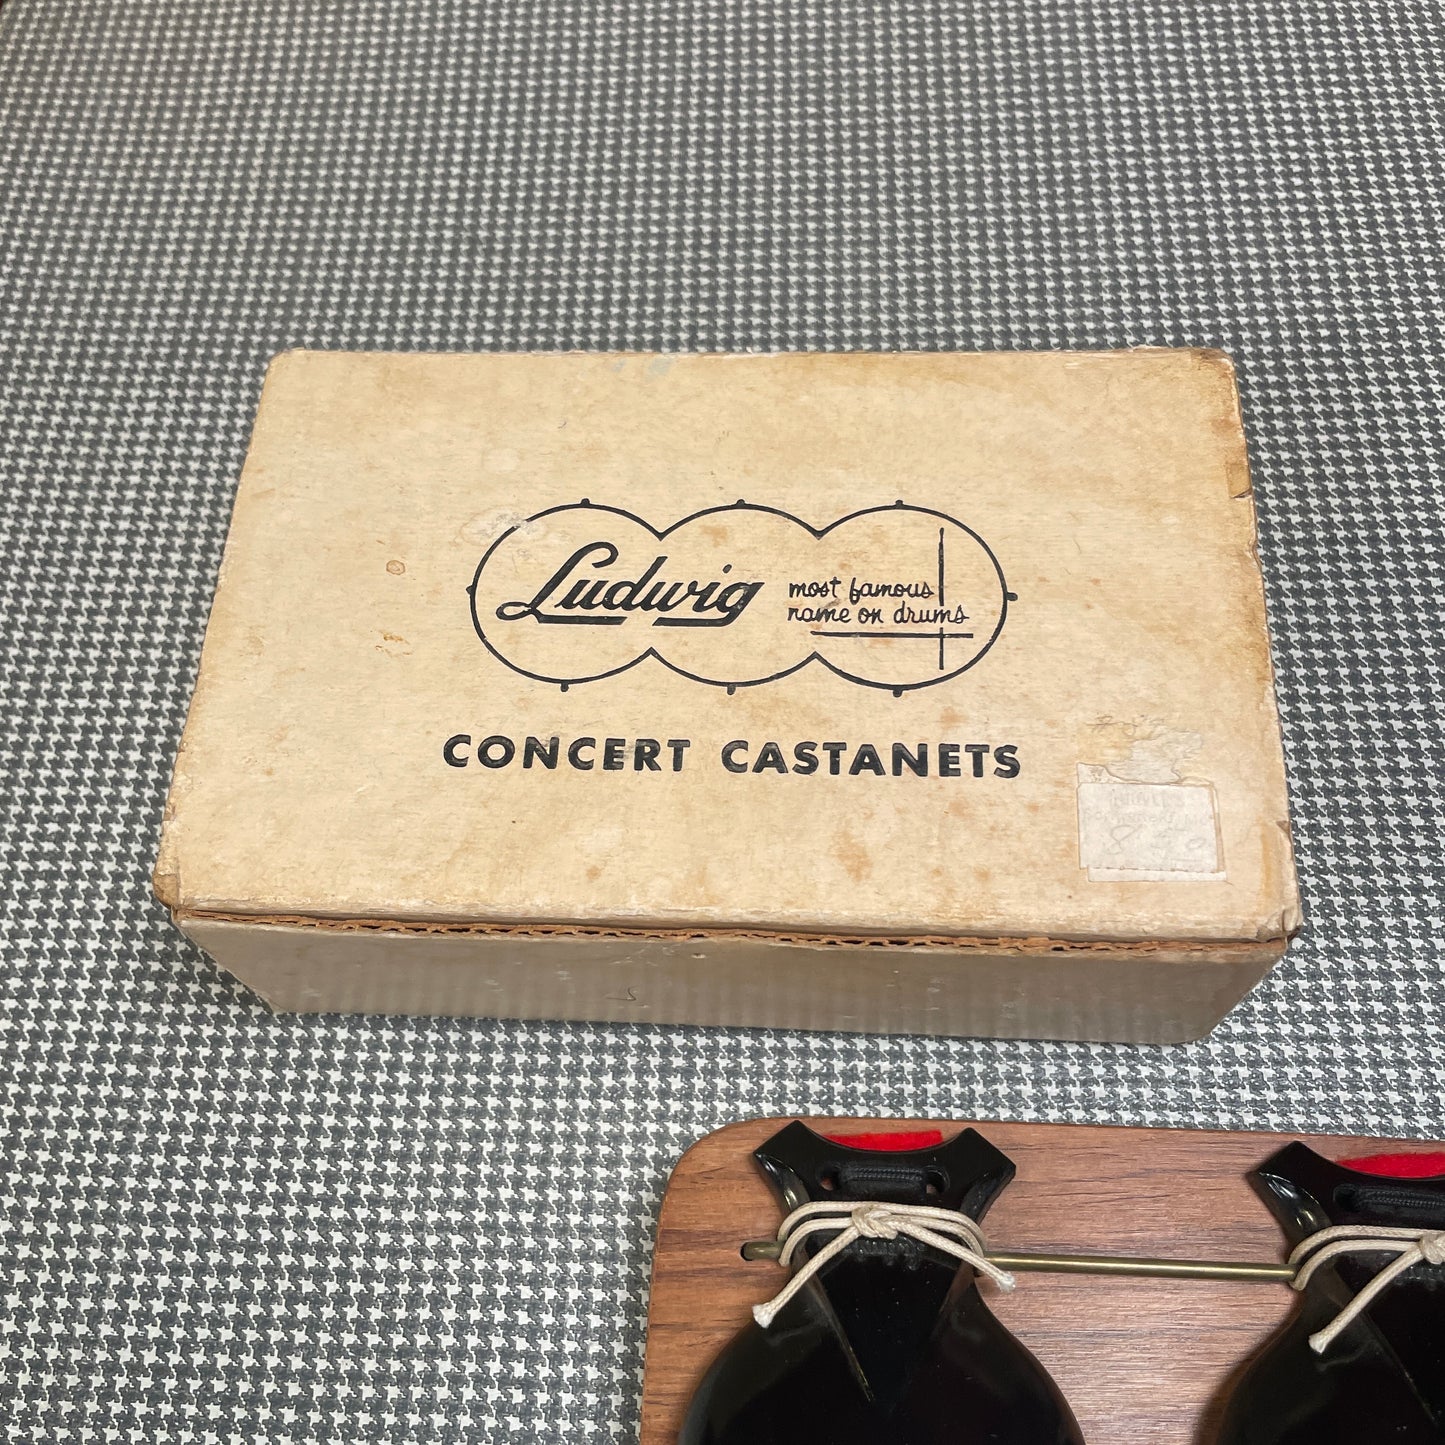 Ludwig
most famous
name on drums
CONCERT CASTANETS